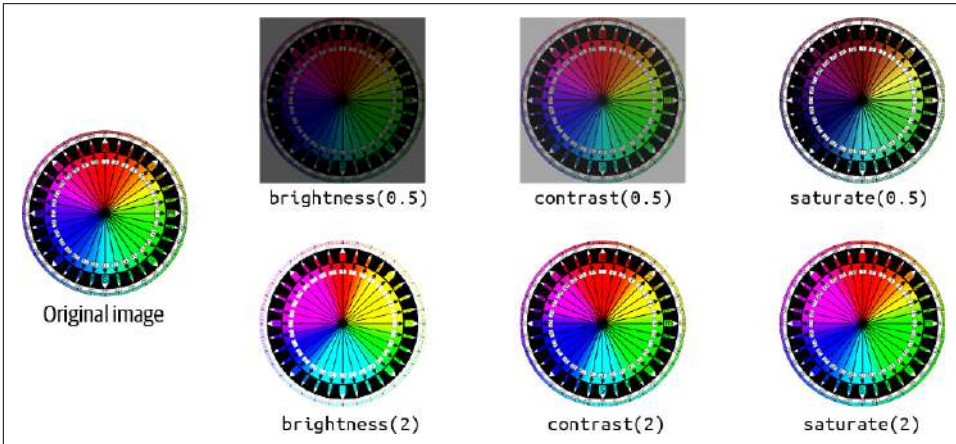 brightness(0.5)
contrast(0.5)
saturate(0.5)
Original image
brightness(2)
contrast(2)
saturate(2)